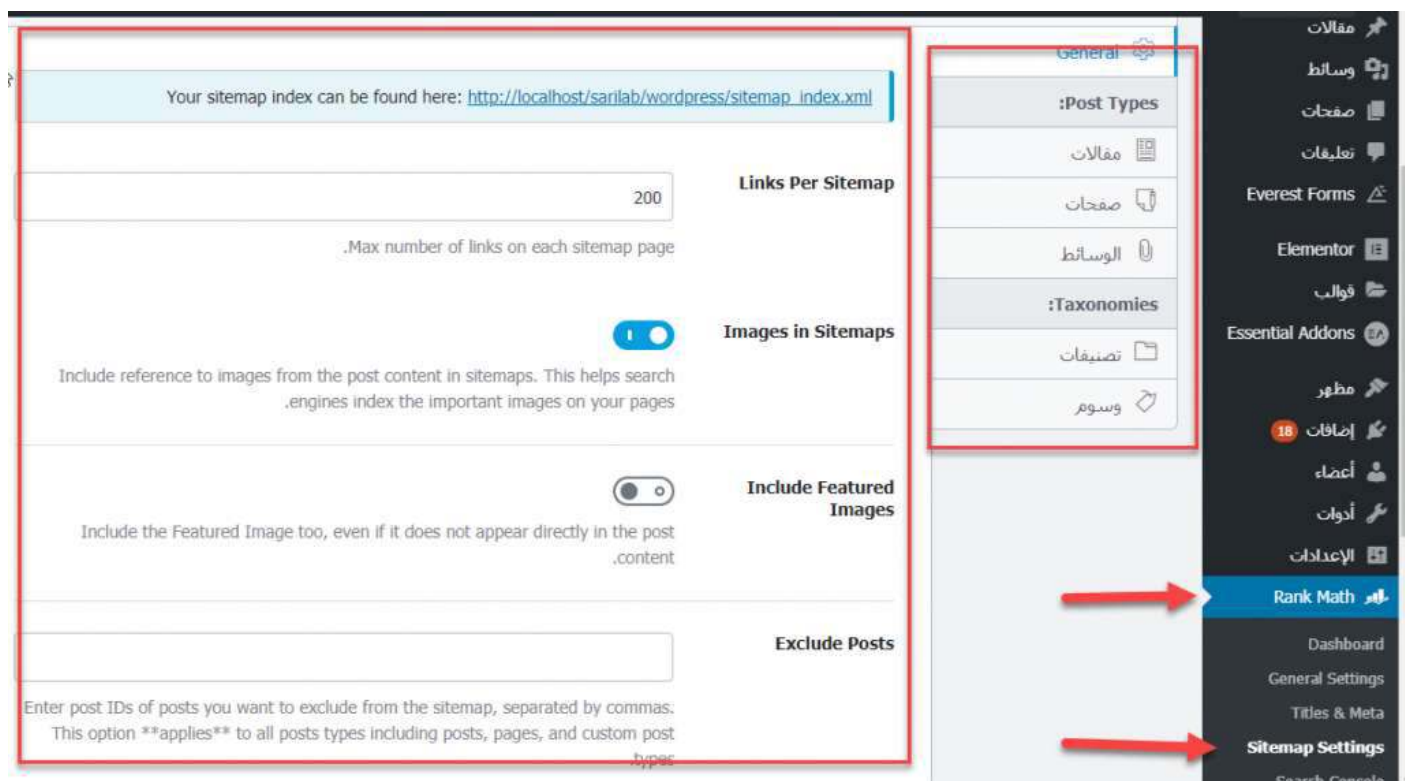 مقالات
وسائط
صفحات
تعليقات
Everest Forms
Elementor
قوالب
Essential Addons
مظهر
إضافات 18
أعضاء
أدوات
الإعدادات
Rank Math
Dashboard
General Settings
Titles & Meta
Sitemap Settings
Search Console
General
Post Types:
مقالات
صفحات
الوسائط
Taxonomies:
تصنيفات
وسوم
Your sitemap index can be found here: http://localhost/sarilab/wordpress/sitemap_index.xml
Links Per Sitemap
200
.Max number of links on each sitemap page
Images in Sitemaps
Include reference to images from the post content in sitemaps. This helps search
.engines index the important images on your pages
Include Featured
Images
Include the Featured Image too, even if it does not appear directly in the post
.content
Exclude Posts
Enter post IDs of posts you want to exclude from the sitemap, separated by commas.
This option **applies** to all posts types including posts, pages, and custom post
.types